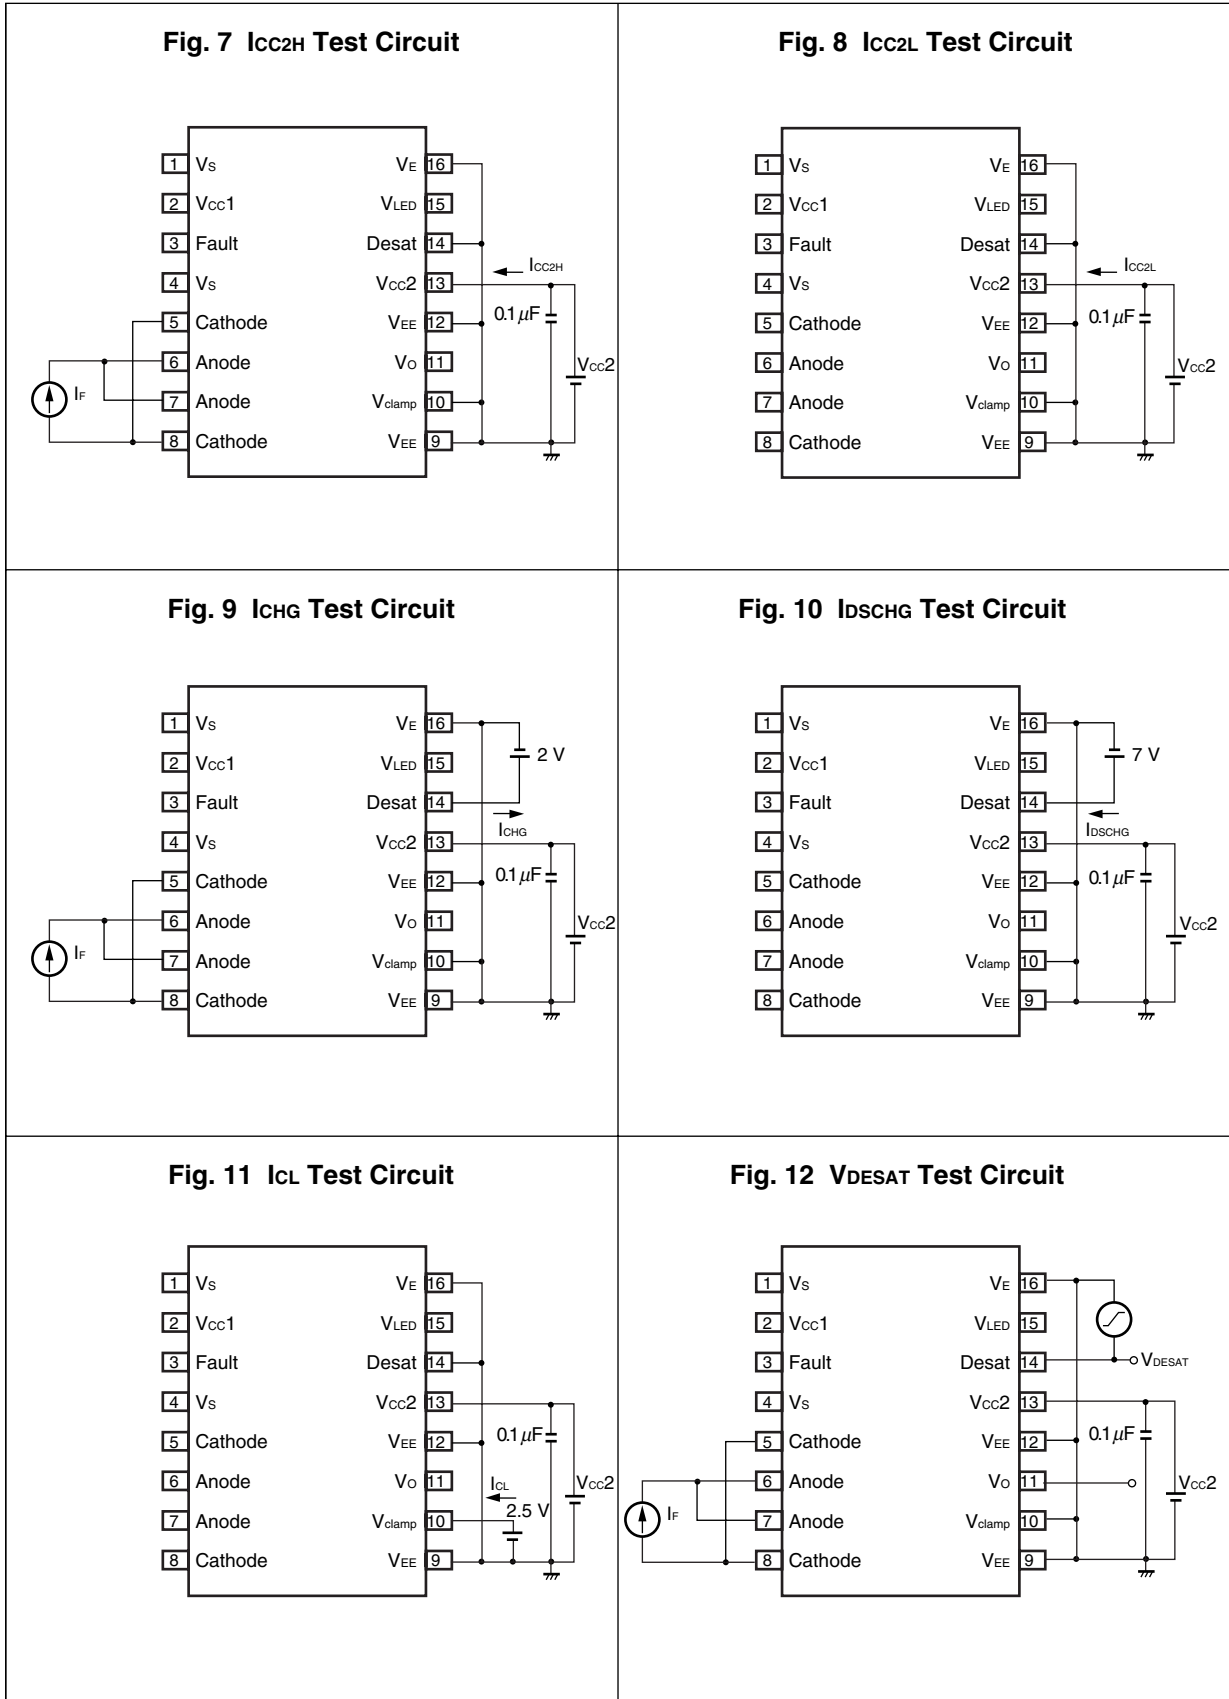 Fig. 7 ICC2H Test Circuit
1 VS VE 16
2 VCC1 VLED 15
3 Fault Desat 14
4 VS VCC2 13
ICC2H
5 Cathode VEE 12
0.1 μF
6 Anode VO 11
VCC2
7 Anode Vclamp 10
IF
8 Cathode VEE 9
Fig. 8 ICC2L Test Circuit
1 VS VE 16
2 VCC1 VLED 15
3 Fault Desat 14
4 VS VCC2 13
ICC2L
5 Cathode VEE 12
0.1 μF
6 Anode VO 11
VCC2
7 Anode Vclamp 10
8 Cathode VEE 9
Fig. 9 ICHG Test Circuit
1 VS VE 16
2 V
2 VCC1 VLED 15
3 Fault Desat 14
ICHG
4 VS VCC2 13
5 Cathode VEE 12
0.1 μF
6 Anode VO 11
VCC2
7 Anode Vclamp 10
IF
8 Cathode VEE 9
Fig. 10 IDSCHG Test Circuit
1 VS VE 16
7 V
2 VCC1 VLED 15
3 Fault Desat 14
IDSCHG
4 VS VCC2 13
5 Cathode VEE 12
0.1 μF
6 Anode VO 11
VCC2
7 Anode Vclamp 10
8 Cathode VEE 9
Fig. 11 ICL Test Circuit
1 VS VE 16
2 VCC1 VLED 15
3 Fault Desat 14
4 VS VCC2 13
5 Cathode VEE 12
0.1 μF
6 Anode VO 11
ICL
VCC2
2.5 V
7 Anode Vclamp 10
8 Cathode VEE 9
Fig. 12 VDESAT Test Circuit
1 VS VE 16
2 VCC1 VLED 15
3 Fault Desat 14
VDESAT
4 VS VCC2 13
5 Cathode VEE 12
0.1 μF
6 Anode VO 11
VCC2
7 Anode Vclamp 10
IF
8 Cathode VEE 9